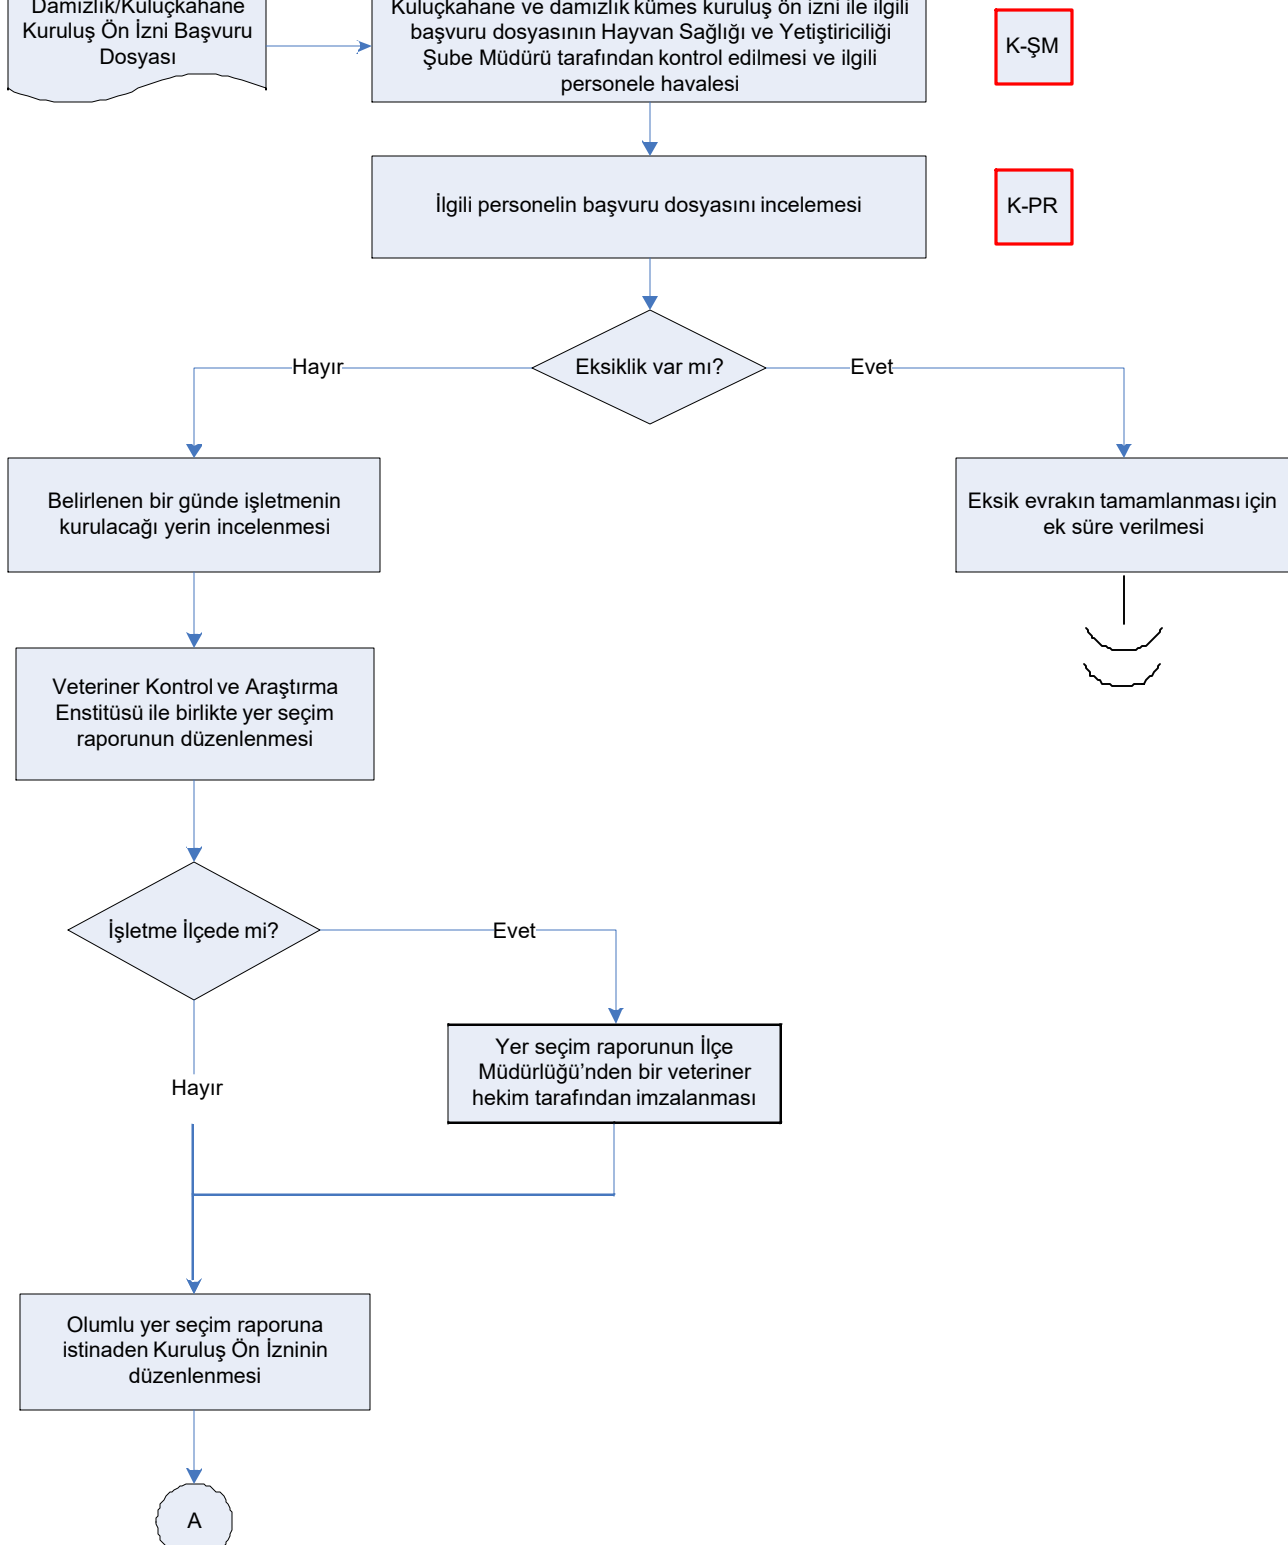 Damızlık/Kuluçkahane
Kuruluş Ön İzni Başvuru
Dosyası
Kuluçkahane ve damızlık kümes kuruluş ön izni ile ilgili
başvuru dosyasının Hayvan Sağlığı ve Yetiştiriciliği
Şube Müdürü tarafından kontrol edilmesi ve ilgili
personele havalesi
K-ŞM
İlgili personelin başvuru dosyasını incelemesi
K-PR
Eksiklik var mı?
Hayır
Evet
Belirlenen bir günde işletmenin
kurulacağı yerin incelenmesi
Eksik evrakın tamamlanması için
ek süre verilmesi
Veteriner Kontrol ve Araştırma
Enstitüsü ile birlikte yer seçim
raporunun düzenlenmesi
İşletme İlçede mi?
Evet
Yer seçim raporunun İlçe
Müdürlüğü’nden bir veteriner
hekim tarafından imzalanması
Hayır
Olumlu yer seçim raporuna
istinaden Kuruluş Ön İzninin
düzenlenmesi
A